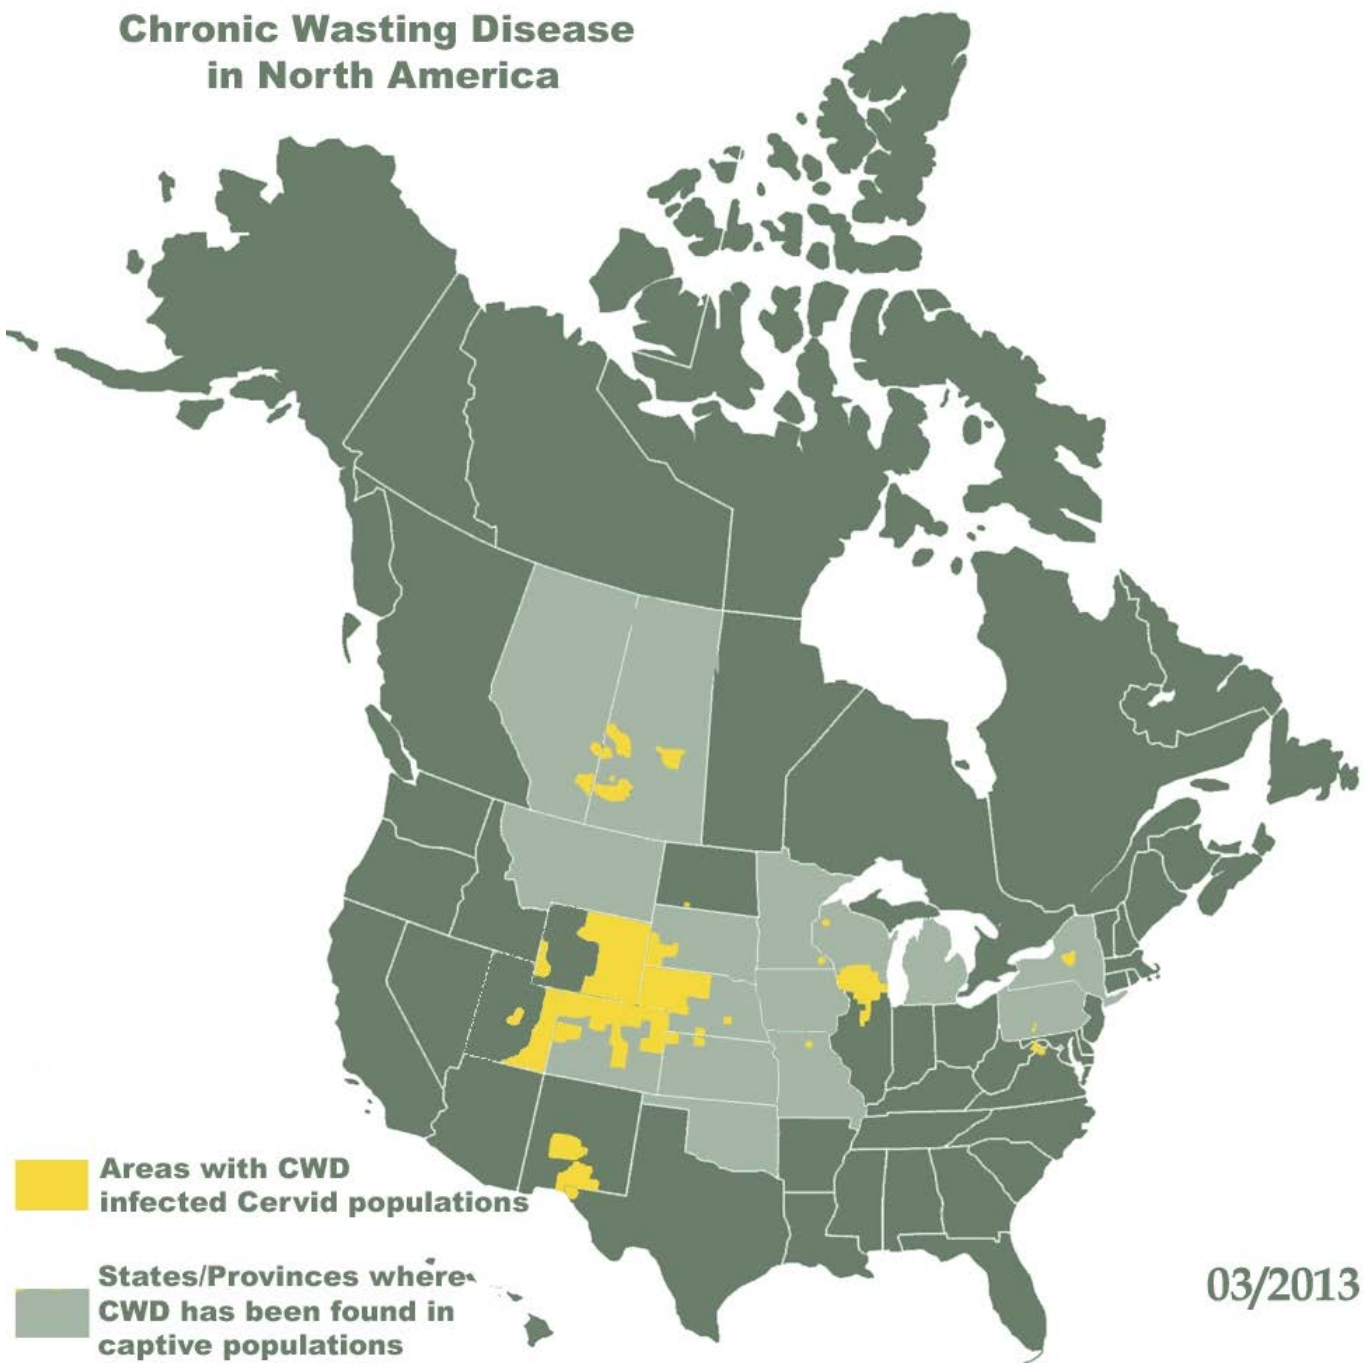 Chronic Wasting Disease
in North America
Areas with CWD
infected Cervid populations
States/Provinces where
CWD has been found in
captive populations
03/2013